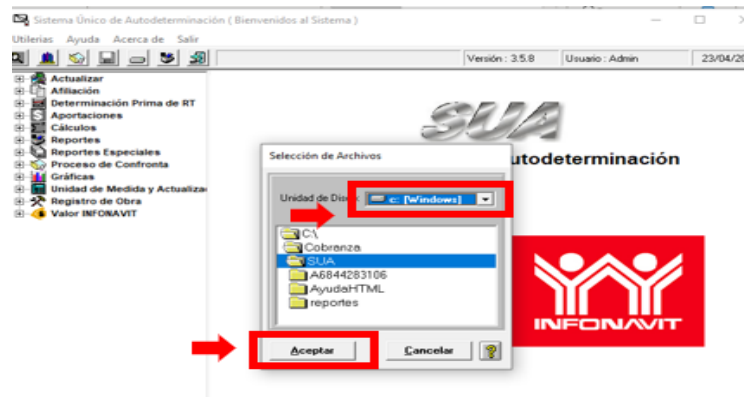 Sistema Único de Autodeterminación ( Bienvenidos al Sistema )
Utilerias Ayuda Acerca de Salir
Versión : 3.5.8 Usuario : Admin 23/04/20
Actualizar
Afiliación
Determinación Prima de RT
Aportaciones
Cálculos
Reportes
Reportes Especiales
Proceso de Confronta
Gráficas
Unidad de Medida y Actualiza
Registro de Obra
Valor INFONAVIT
SUA
utodeterminación
Selección de Archivos
Unidad de Disco c: [Windows]
C:\
Cobranza
SUA
A6844283106
AyudaHTML
reportes
Aceptar Cancelar
INFONAVIT